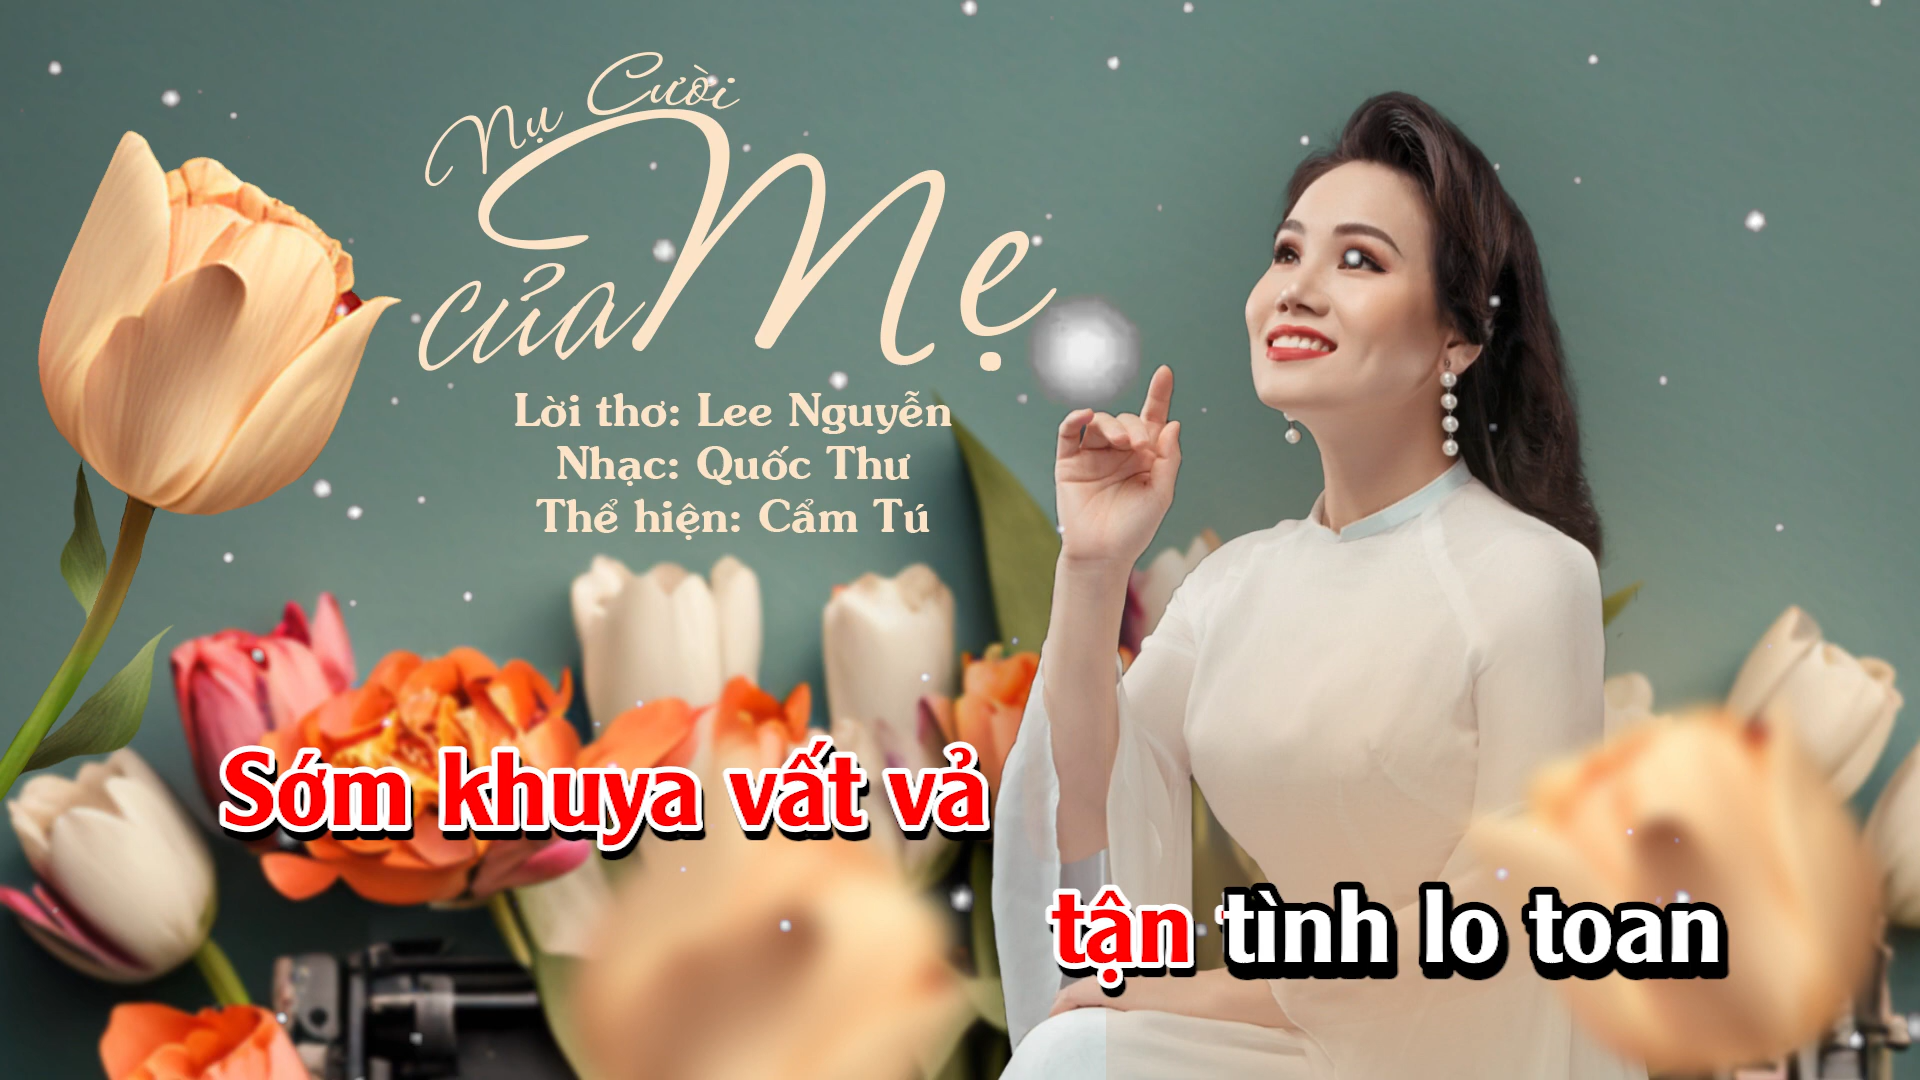 Nụ Cười
của Mẹ
Lời thơ: Lee Nguyễn
Nhạc: Quốc Thư
Thể hiện: Cẩm Tú
Sớm khuya vất vả
tận tình lo toan